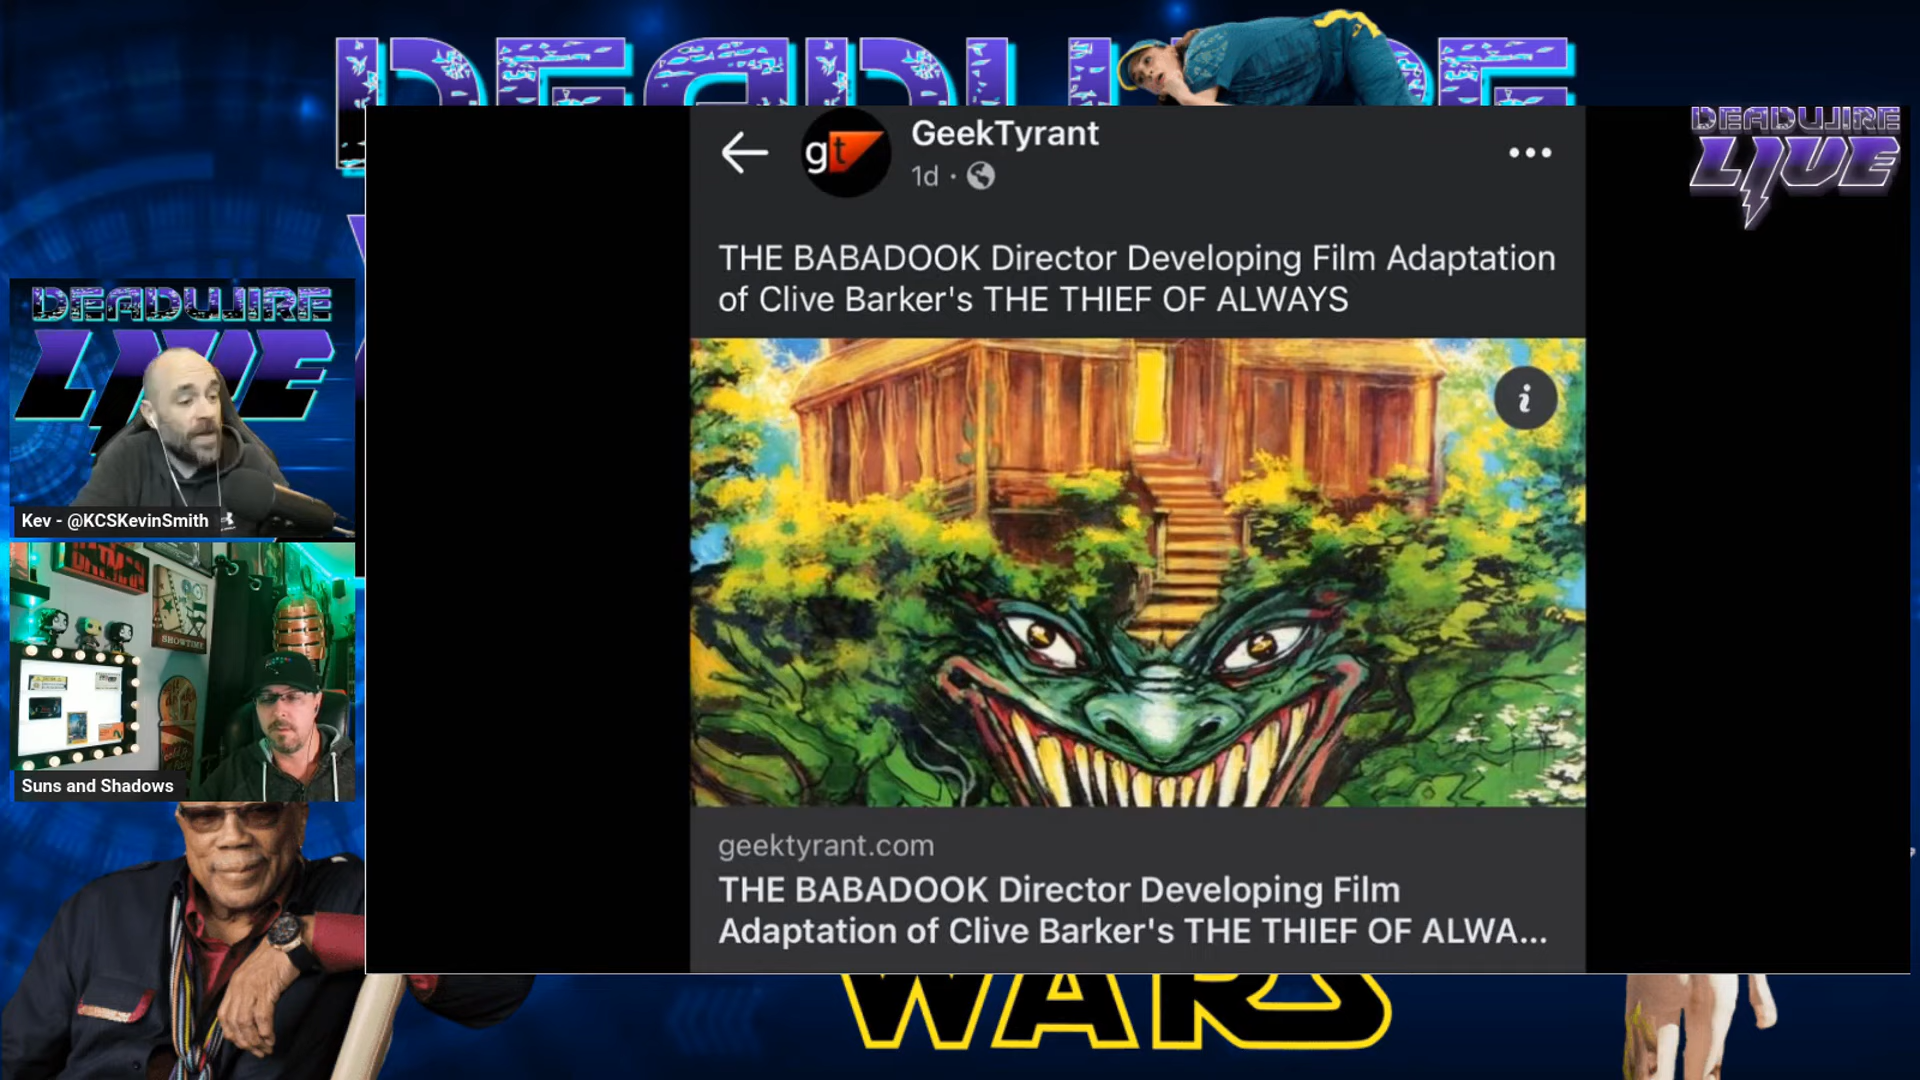 DEADWIRE
DEADWIRE
LIVE
gt
GeekTyrant
1d ·
THE BABADOOK Director Developing Film Adaptation
of Clive Barker's THE THIEF OF ALWAYS
i
DEADWIRE
LIVE
Kev - @KCSKevinSmith
BATMAN
SHOWTIME
Suns and Shadows
geektyrant.com
THE BABADOOK Director Developing Film
Adaptation of Clive Barker's THE THIEF OF ALWA...
WARS